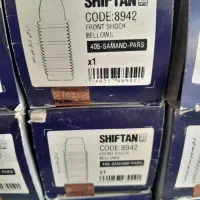 SHIFTAN
CODE:8942
FRONT SHOCK
BELLOWS
405-SAMAND-PARS
x1
SHIFTAN
CODE:8942
FRONT SHOCK
BELLOWS
405-SAMAND-PARS
x1